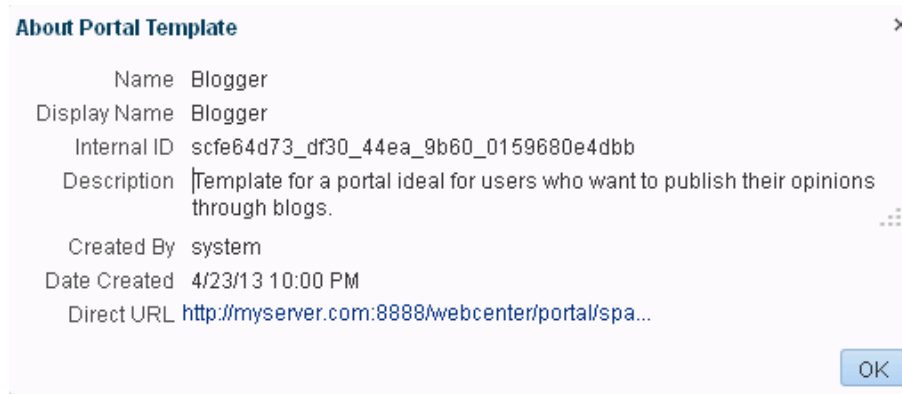 About Portal Template
Name Blogger
Display Name Blogger
Internal ID scfe64d73_df30_44ea_9b60_0159680e4dbb
Description Template for a portal ideal for users who want to publish their opinions
through blogs.
Created By system
Date Created 4/23/13 10:00 PM
Direct URL http://myserver.com:8888/webcenter/portal/spa...
OK